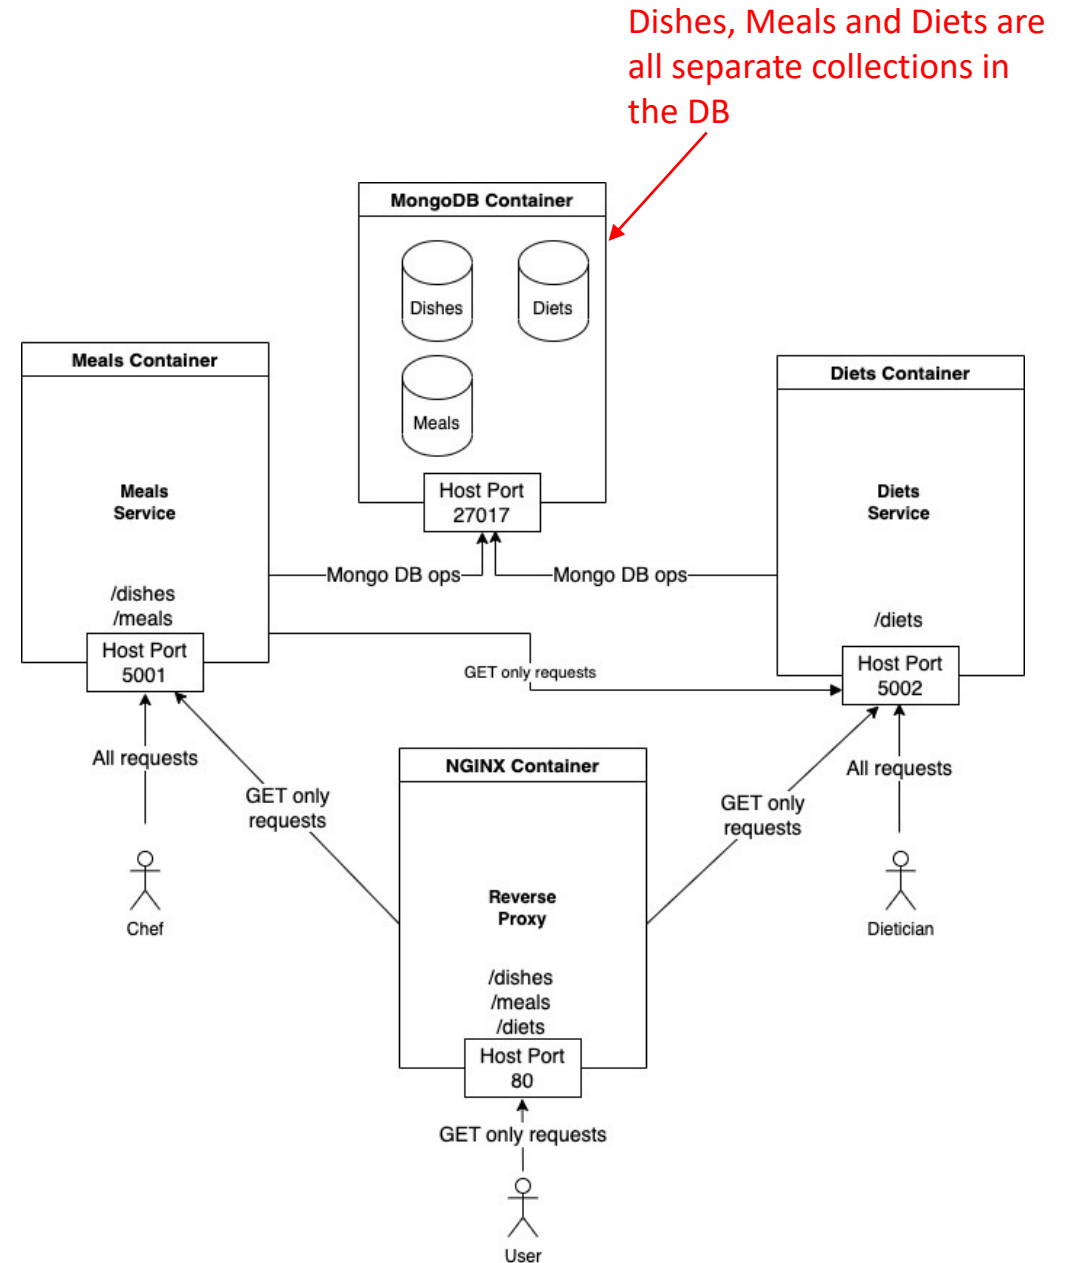 Dishes, Meals and Diets are
all separate collections in
the DB
MongoDB Container
Dishes
Diets
Meals
Host Port
27017
Meals Container
Meals
Service
/dishes
/meals
Host Port
5001
Diets Container
Diets
Service
/diets
Host Port
5002
Mongo DB ops
Mongo DB ops
GET only requests
All requests
GET only
requests
Chef
GET only
requests
All requests
Dietician
NGINX Container
Reverse
Proxy
/dishes
/meals
/diets
Host Port
80
GET only requests
User